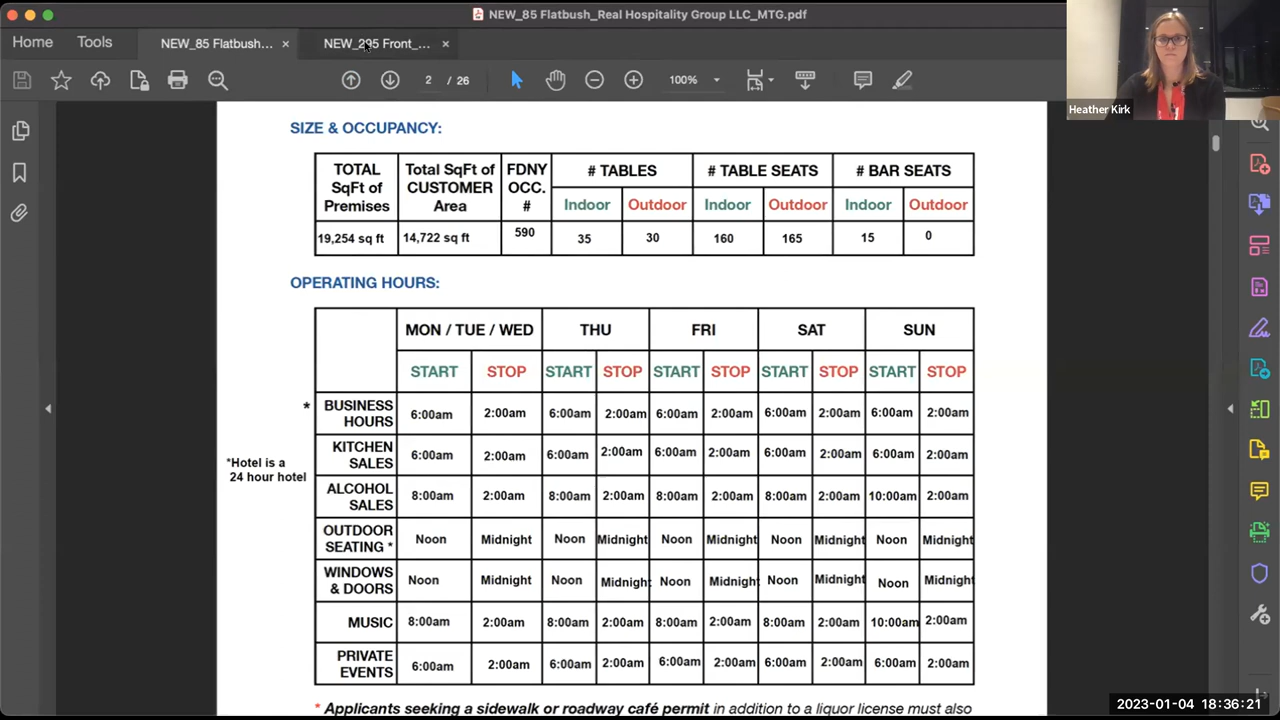 NEW_85 Flatbush_Real Hospitality Group LLC_MTG.pdf
Home Tools NEW_85 Flatbush... × NEW_295 Front_... ×
2 / 26 100%
Heather Kirk
SIZE & OCCUPANCY:
TOTAL SqFt of Premises Total SqFt of CUSTOMER Area FDNY OCC. # # TABLES # TABLE SEATS # BAR SEATS
Indoor Outdoor Indoor Outdoor Indoor Outdoor
19,254 sq ft 14,722 sq ft 590 35 30 160 165 15 0
OPERATING HOURS:
MON / TUE / WED THU FRI SAT SUN
START STOP START STOP START STOP START STOP START STOP
* BUSINESS HOURS 6:00am 2:00am 6:00am 2:00am 6:00am 2:00am 6:00am 2:00am 6:00am 2:00am
KITCHEN SALES 6:00am 2:00am 6:00am 2:00am 6:00am 2:00am 6:00am 2:00am 6:00am 2:00am
*Hotel is a
24 hour hotel
ALCOHOL SALES 8:00am 2:00am 8:00am 2:00am 8:00am 2:00am 8:00am 2:00am 10:00am 2:00am
OUTDOOR SEATING * Noon Midnight Noon Midnight Noon Midnight Noon Midnight Noon Midnight
WINDOWS & DOORS Noon Midnight Noon Midnight Noon Midnight Noon Midnight Noon Midnight
MUSIC 8:00am 2:00am 8:00am 2:00am 8:00am 2:00am 8:00am 2:00am 10:00am 2:00am
PRIVATE EVENTS 6:00am 2:00am 6:00am 2:00am 6:00am 2:00am 6:00am 2:00am 6:00am 2:00am
* Applicants seeking a sidewalk or roadway café permit in addition to a liquor license must also
2023-01-04 18:36:21